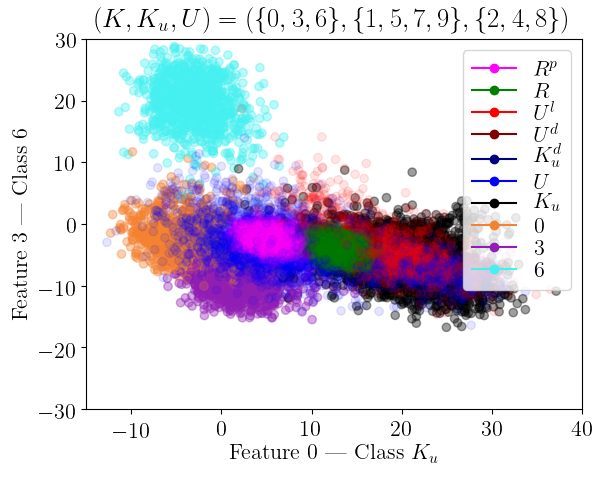 (K, K_u, U) = ({0, 3, 6}, {1, 5, 7, 9}, {2, 4, 8})
30
20
10
0
−10
−20
−30
Feature 3 — Class 6
−10
0
10
20
30
40
Feature 0 — Class K_u
R^p
R
U^l
U^d
K_u^d
U
K_u
0
3
6